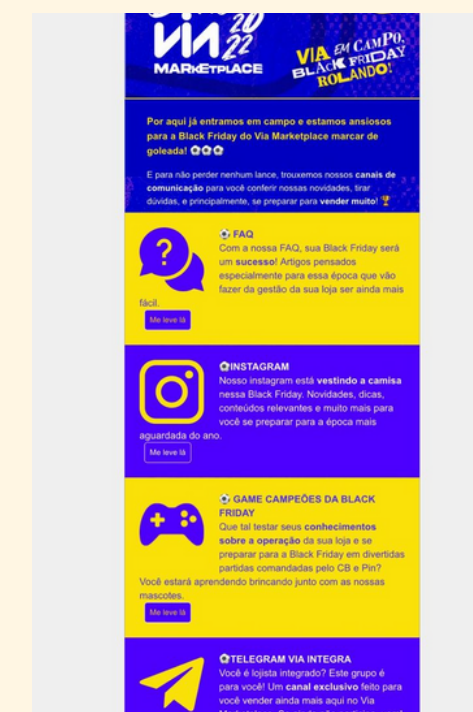 VIA 2022
MARKETPLACE
VIA EM CAMPO,
BLACK FRIDAY
ROLANDO!
Por aqui já entramos em campo e estamos ansiosos
para a Black Friday do Via Marketplace marcar de
goleada! ⚽⚽⚽
E para não perder nenhum lance, trouxemos nossos canais de
comunicação para você conferir nossas novidades, tirar
dúvidas, e principalmente, se preparar para vender muito! 🏆
⚽ FAQ
Com a nossa FAQ, sua Black Friday será
um sucesso! Artigos pensados
especialmente para essa época que vão
fazer da gestão da sua loja ser ainda mais
fácil.
Me leve lá
⚽INSTAGRAM
Nosso instagram está vestindo a camisa
nessa Black Friday. Novidades, dicas,
conteúdos relevantes e muito mais para
você se preparar para a época mais
aguardada do ano.
Me leve lá
⚽ GAME CAMPEÕES DA BLACK
FRIDAY
Que tal testar seus conhecimentos
sobre a operação da sua loja e se
preparar para a Black Friday em divertidas
partidas comandadas pelo CB e Pin?
Você estará aprendendo brincando junto com as nossas
mascotes.
Me leve lá
⚽TELEGRAM VIA INTEGRA
Você é lojista integrado? Este grupo é
para você! Um canal exclusivo feito para
você vender ainda mais aqui no Via